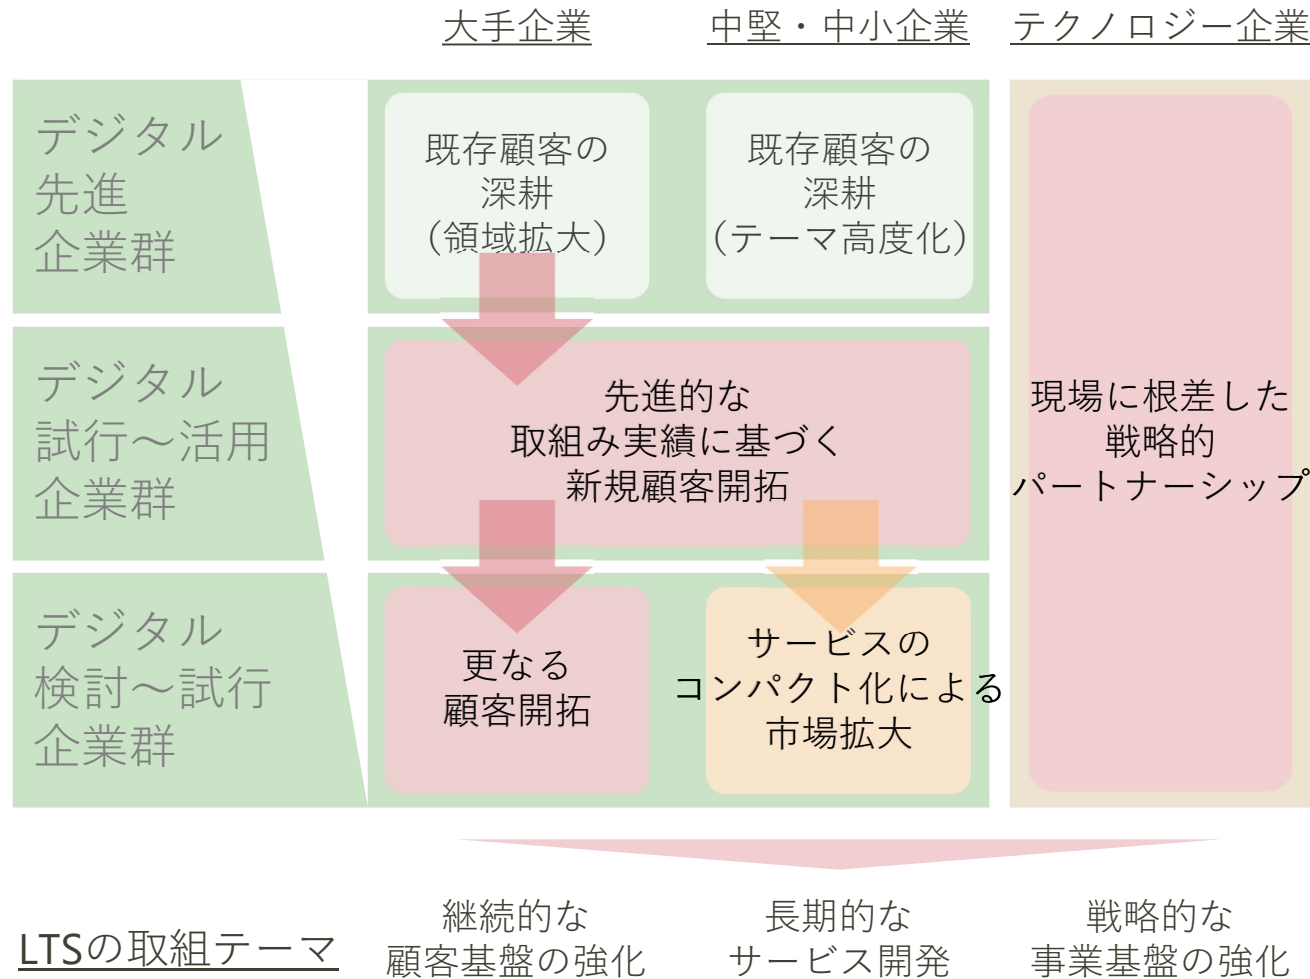 大手企業
中堅・中小企業
テクノロジー企業
デジタル
先進
企業群
既存顧客の
深耕
(領域拡大)
既存顧客の
深耕
(テーマ高度化)
デジタル
試行～活用
企業群
先進的な
取組み実績に基づく
新規顧客開拓
現場に根差した
戦略的
パートナーシップ
デジタル
検討～試行
企業群
更なる
顧客開拓
サービスの
コンパクト化による
市場拡大
LTSの取組テーマ
継続的な
顧客基盤の強化
長期的な
サービス開発
戦略的な
事業基盤の強化